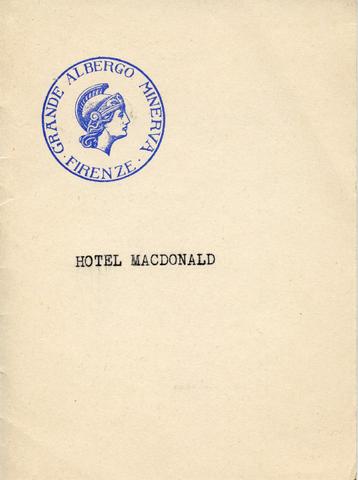 · GRANDE ALBERGO MINERVA ·
FIRENZE
HOTEL MACDONALD